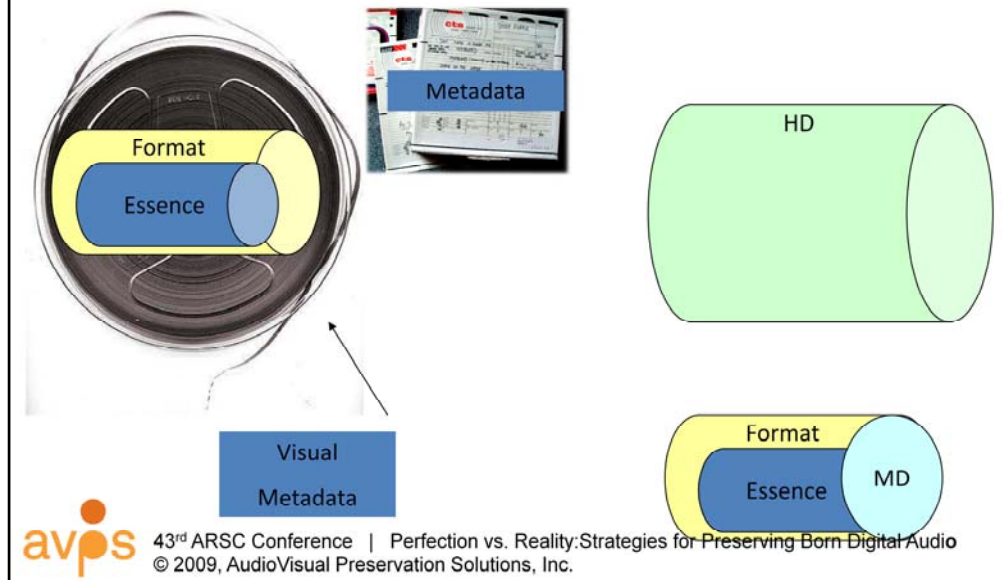 cts
Metadata
Format
Essence
HD
Visual
Metadata
Format
Essence
MD
avps
43rd ARSC Conference | Perfection vs. Reality:Strategies for Preserving Born Digital Audio
© 2009, AudioVisual Preservation Solutions, Inc.